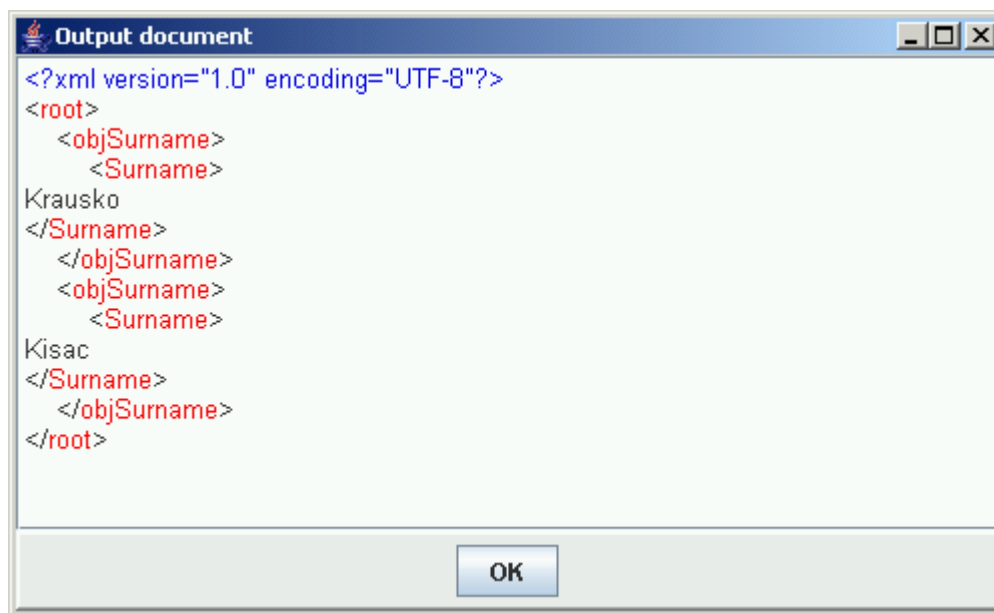 Output document
<?xml version="1.0" encoding="UTF-8"?>
<root>
<objSurname>
<Surname>
Krausko
</Surname>
</objSurname>
<objSurname>
<Surname>
Kisac
</Surname>
</objSurname>
</root>
OK